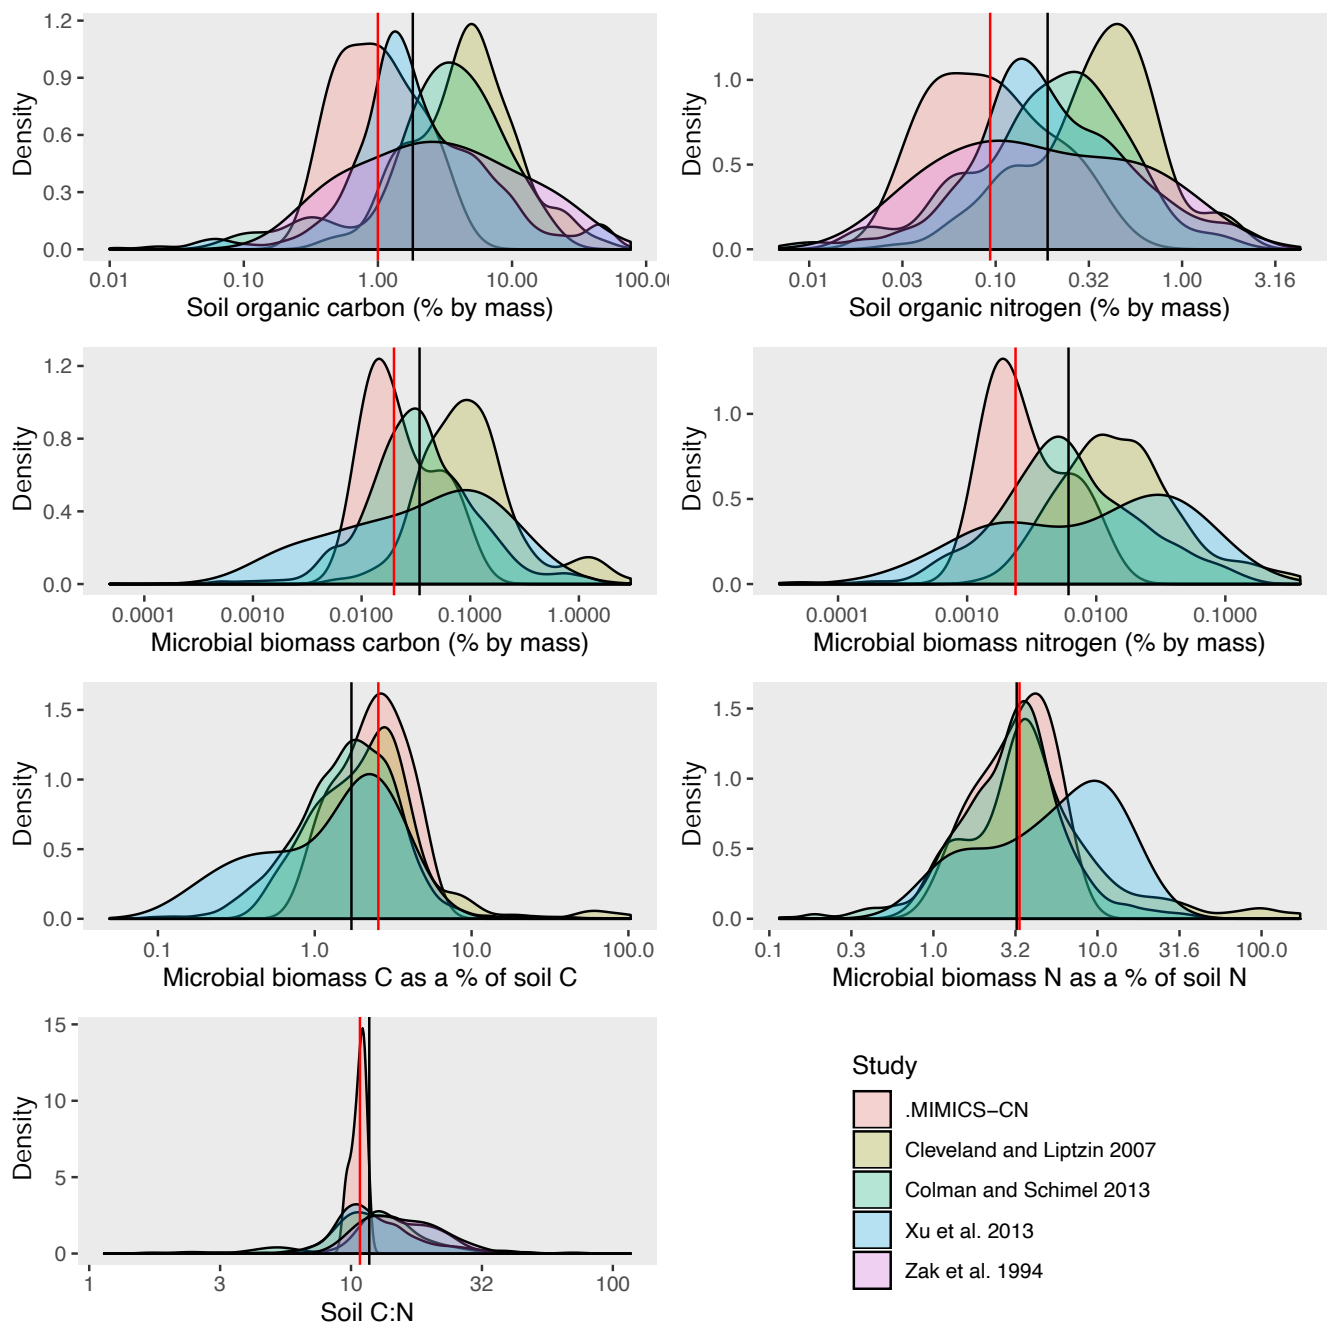 1.2
0.9
0.6
0.3
0.0
Density
0.01 0.10 1.00 10.00 100.0
Soil organic carbon (% by mass)
1.0
0.5
0.0
Density
0.01 0.03 0.10 0.32 1.00 3.16
Soil organic nitrogen (% by mass)
1.2
0.8
0.4
0.0
Density
0.0001 0.0010 0.0100 0.1000 1.0000
Microbial biomass carbon (% by mass)
1.0
0.5
0.0
Density
0.0001 0.0010 0.0100 0.1000
Microbial biomass nitrogen (% by mass)
1.5
1.0
0.5
0.0
Density
0.1 1.0 10.0 100.0
Microbial biomass C as a % of soil C
1.5
1.0
0.5
0.0
Density
0.1 0.3 1.0 3.2 10.0 31.6 100.0
Microbial biomass N as a % of soil N
15
10
5
0
Density
1 3 10 32 100
Soil C:N
Study
.MIMICS−CN
Cleveland and Liptzin 2007
Colman and Schimel 2013
Xu et al. 2013
Zak et al. 1994